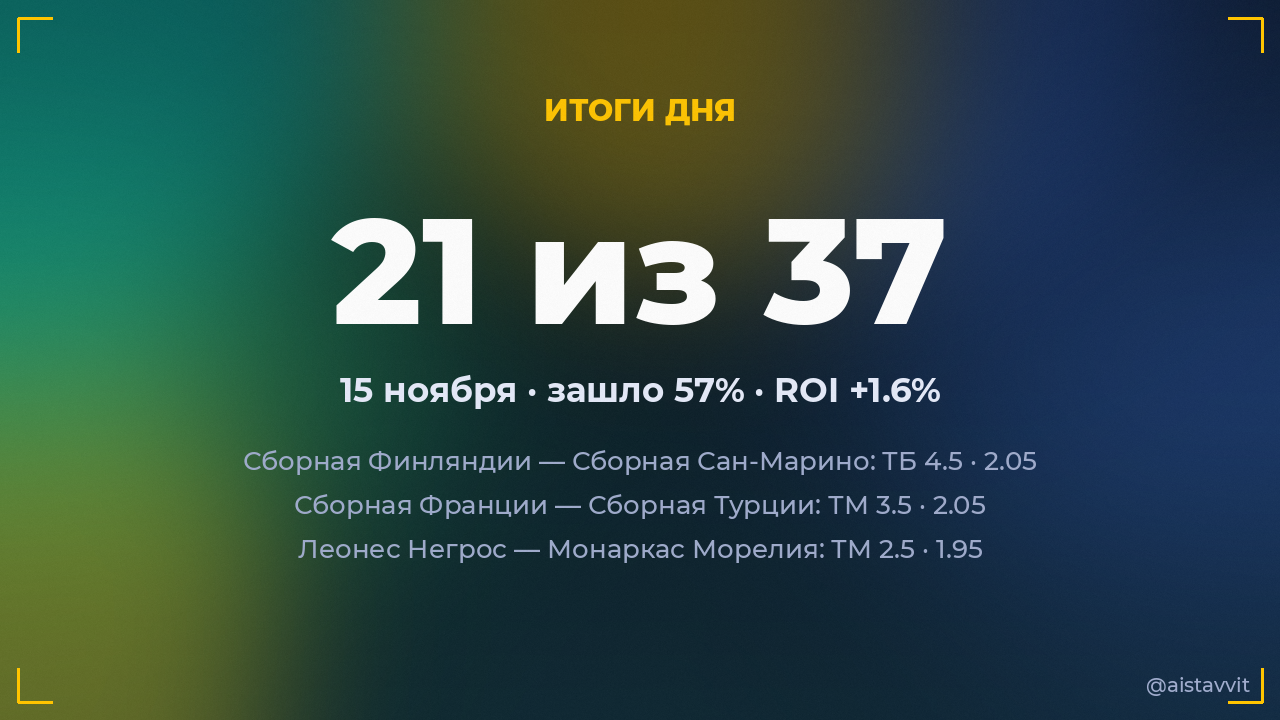 ИТОГИ ДНЯ
21 из 37
15 ноября · зашло 57% · ROI +1.6%
Сборная Финляндии — Сборная Сан-Марино: ТБ 4.5 · 2.05
Сборная Франции — Сборная Турции: ТМ 3.5 · 2.05
Леонес Негрос — Монаркас Морелия: ТМ 2.5 · 1.95
@aistavvit